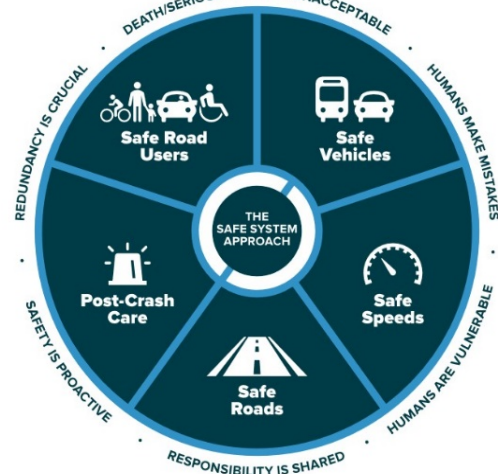 DEATH/SERIOUS
ACCEPTABLE
HUMANS MAKE MISTAKES
HUMANS ARE VULNERABLE
RESPONSIBILITY IS SHARED
SAFETY IS PROACTIVE
REDUNDANCY IS CRUCIAL
Safe Road
Users
Safe
Vehicles
THE
SAFE SYSTEM
APPROACH
Post-Crash
Care
Safe
Speeds
Safe
Roads